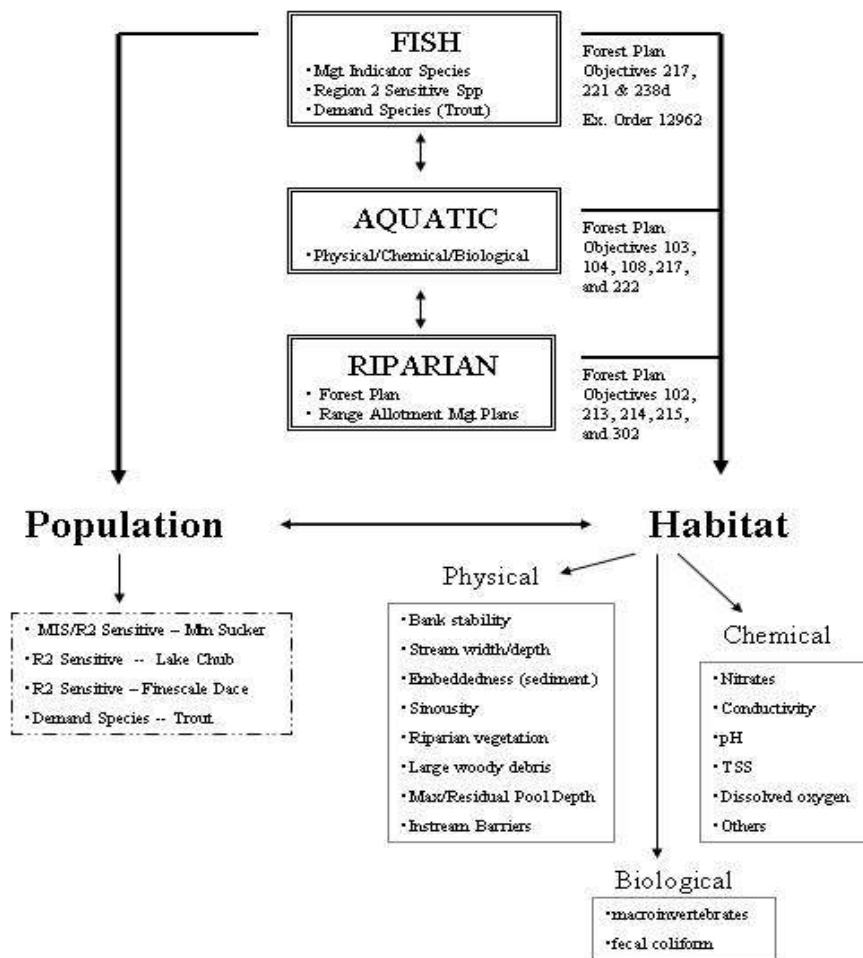 FISH
•Mgt Indicator Species
•Region 2 Sensitive Spp
•Demand Species (Trout)
Forest Plan
Objectives 217,
221 & 238d
Ex. Order 12962
AQUATIC
•Physical/Chemical/Biological
Forest Plan
Objectives 103,
104, 108, 217,
and 222
RIPARIAN
• Forest Plan
• Range Allotment Mgt Plans
Forest Plan
Objectives 102,
213, 214, 215,
and 302
Population
Habitat
• MIS/R2 Sensitive – Mtn Sucker
• R2 Sensitive -- Lake Chub
• R2 Sensitive – Finescale Dace
• Demand Species -- Trout
Physical
•Bank stability
•Stream width/depth
•Embeddedness (sediment)
•Sinousity
•Riparian vegetation
•Large woody debris
•Max/Residual Pool Depth
•Instream Barriers
Chemical
•Nitrates
•Conductivity
•pH
•TSS
•Dissolved oxygen
•Others
Biological
•macroinvertebrates
•fecal coliform